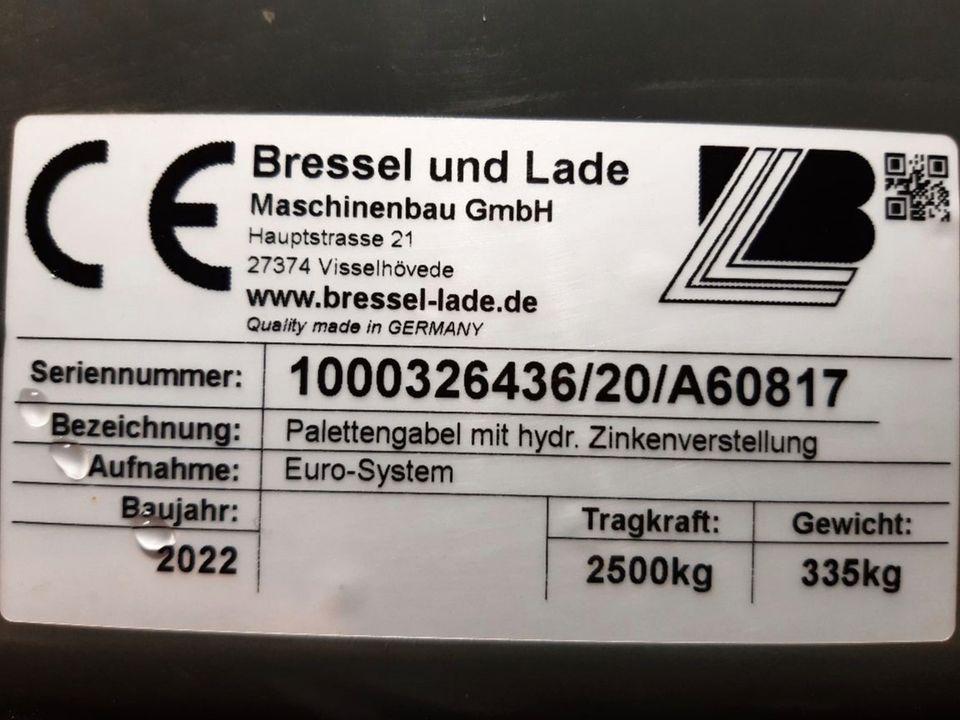 CE
Bressel und Lade
Maschinenbau GmbH
Hauptstrasse 21
27374 Visselhövede
www.bressel-lade.de
Quality made in GERMANY
LB
Seriennummer: 1000326436/20/A60817
Bezeichnung: Palettengabel mit hydr. Zinkenverstellung
Aufnahme: Euro-System
Baujahr: Tragkraft: Gewicht:
2022 2500kg 335kg